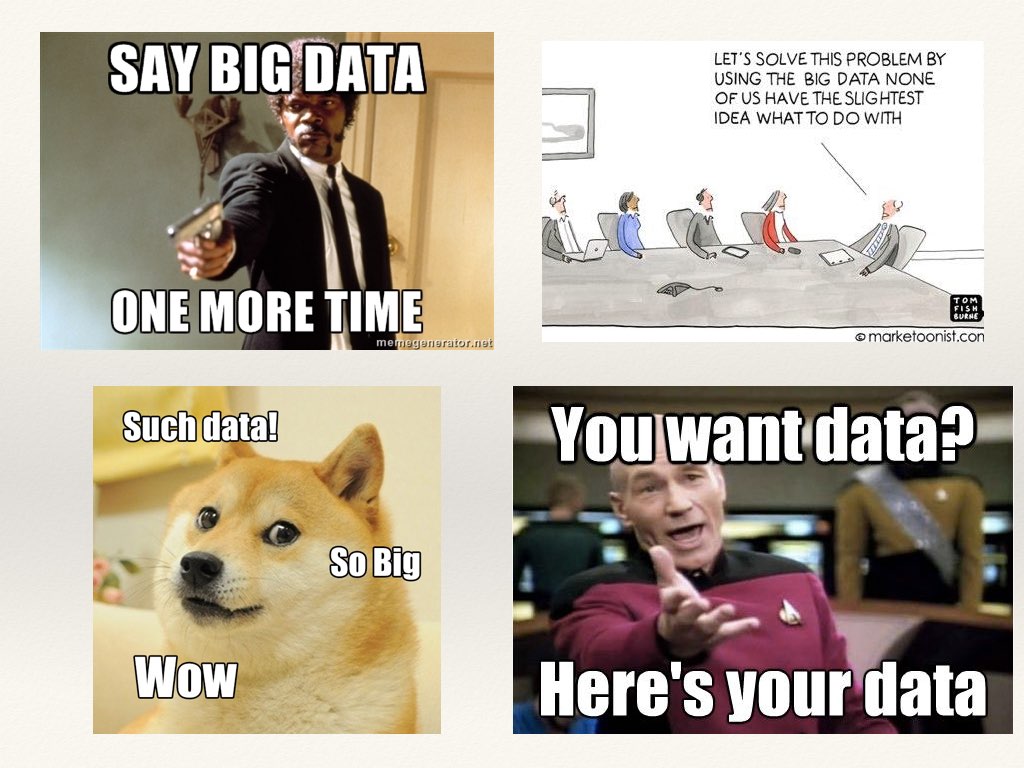 SAY BIG DATA
ONE MORE TIME
memegenerator.net
LET'S SOLVE THIS PROBLEM BY
USING THE BIG DATA NONE
OF US HAVE THE SLIGHTEST
IDEA WHAT TO DO WITH
TOM
FISH
BURNE
© marketoonist.con
Such data!
So Big
Wow
You want data?
Here's your data